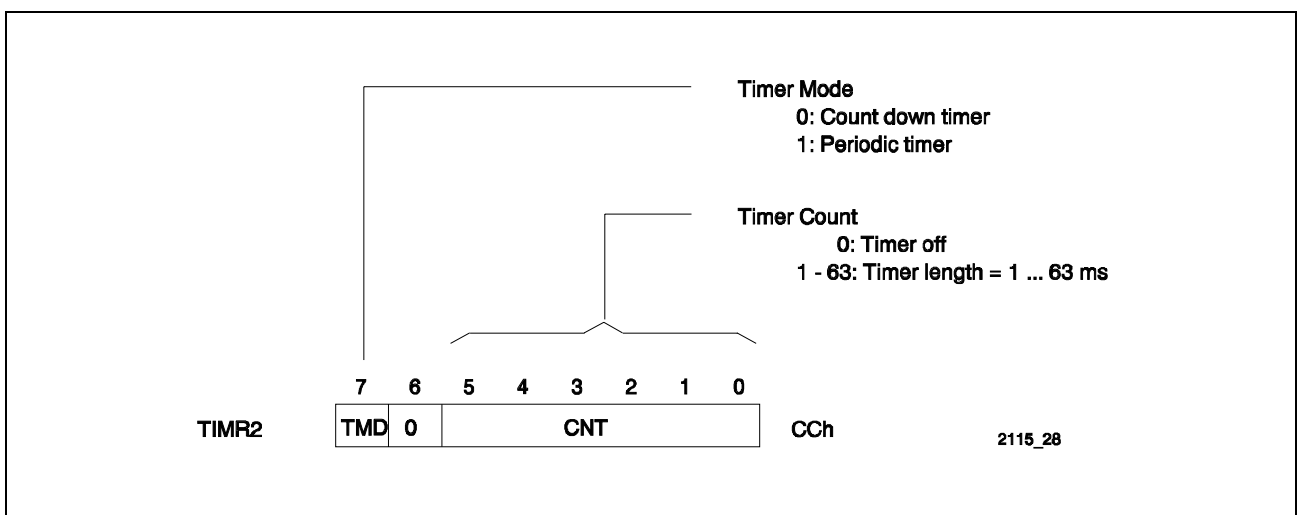 Timer Mode
0: Count down timer
1: Periodic timer
Timer Count
0: Timer off
1 - 63: Timer length = 1 ... 63 ms
7 6 5 4 3 2 1 0
TIMR2 TMD 0 CNT CCh
2115_28